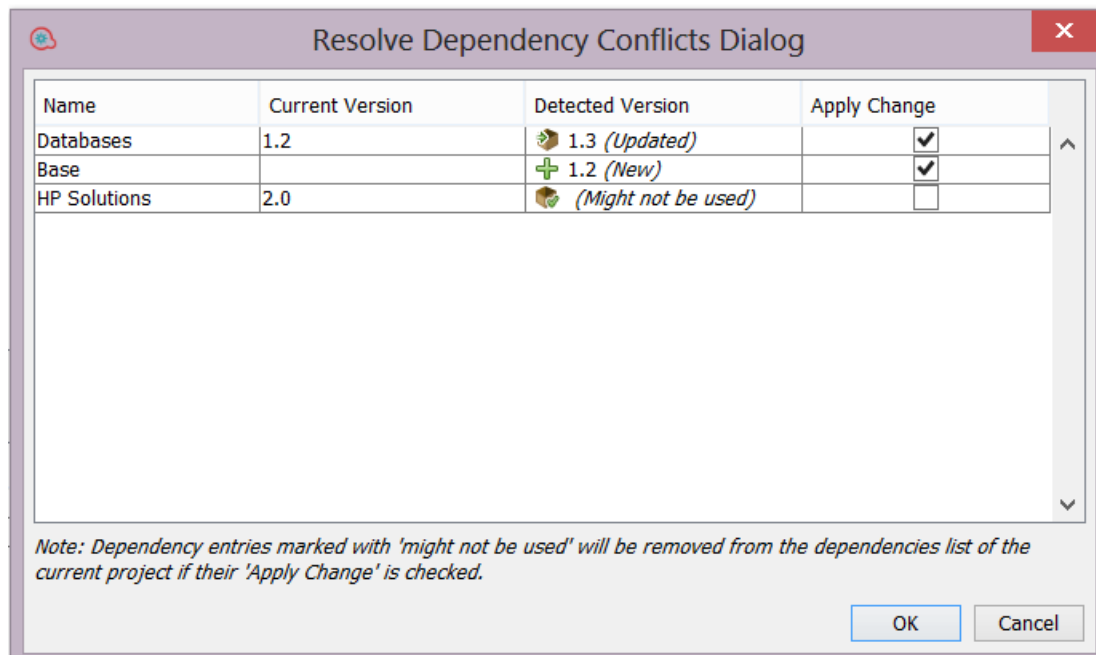 Resolve Dependency Conflicts Dialog
Name Current Version Detected Version Apply Change
Databases 1.2 1.3 (Updated)
Base 1.2 (New)
HP Solutions 2.0 (Might not be used)
Note: Dependency entries marked with 'might not be used' will be removed from the dependencies list of the
current project if their 'Apply Change' is checked.
OK Cancel